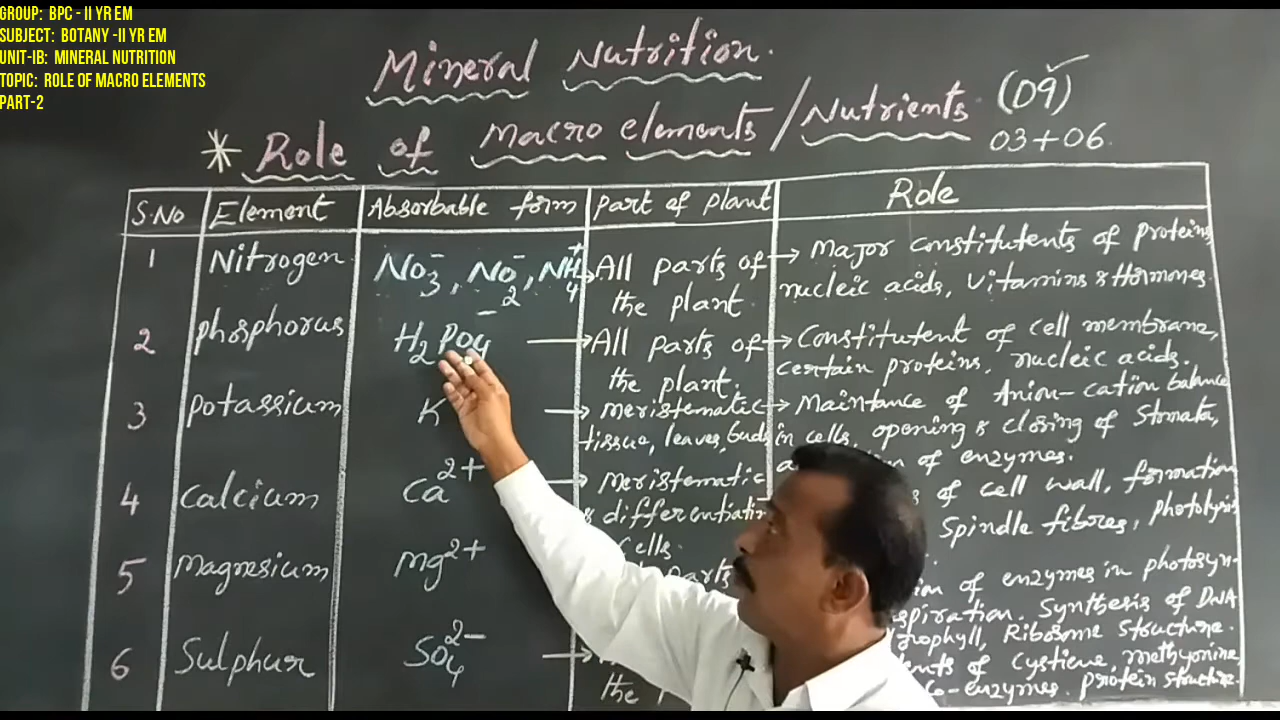 GROUP: BPC - II YR EM
SUBJECT: BOTANY -II YR EM
UNIT-IB: MINERAL NUTRITION
TOPIC: ROLE OF MACRO ELEMENTS
PART-2
Mineral Nutrition.
* Role of Macro elements / Nutrients. (09)
03+06.
S.No Element Absorbable form Part of plant Role
1 Nitrogen. NO3-, NO2-, NH4+ → All parts of the plant. → Major constitutents of proteins,
nucleic acids, Vitamins & Hormones.
2 phosphorus H2PO4- → All parts of the plant. → Constitutent of cell membrane,
certain proteins, nucleic acids.
3 potassium K → meristematic tissue, leaves, buds → Maintance of Anion-cation balance
in cells, opening & closing of Stomata,
of enzymes.
4 Calcium Ca2+ → meristematic & differentiatin cells. of cell wall, formation
Spindle fibres, photolysis
5 Magnesium Mg2+ parts of enzymes in photosyn-
Synthesis of DNA
Ribosome Structure.
6 Sulphur SO4 2- → the of Cystiene, methyonine,
Co-enzymes. protein structure.